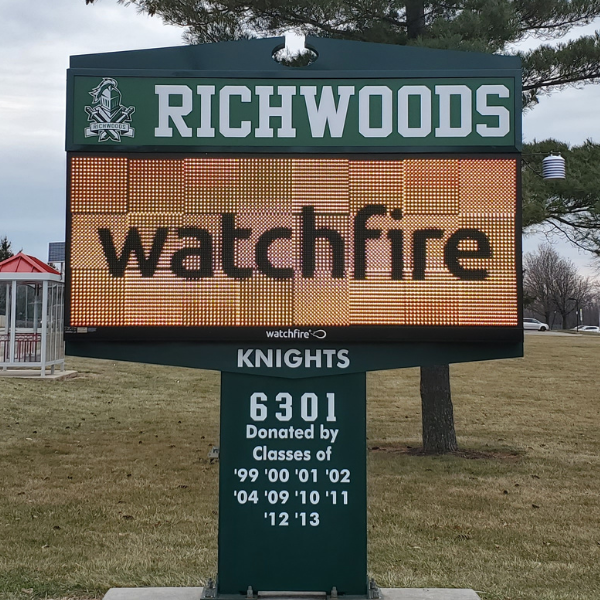 RICHWOODS
RICHWOODS
watchfire
watchfire
KNIGHTS
6301
Donated by
Classes of
'99 '00 '01 '02
'04 '09 '10 '11
'12 '13